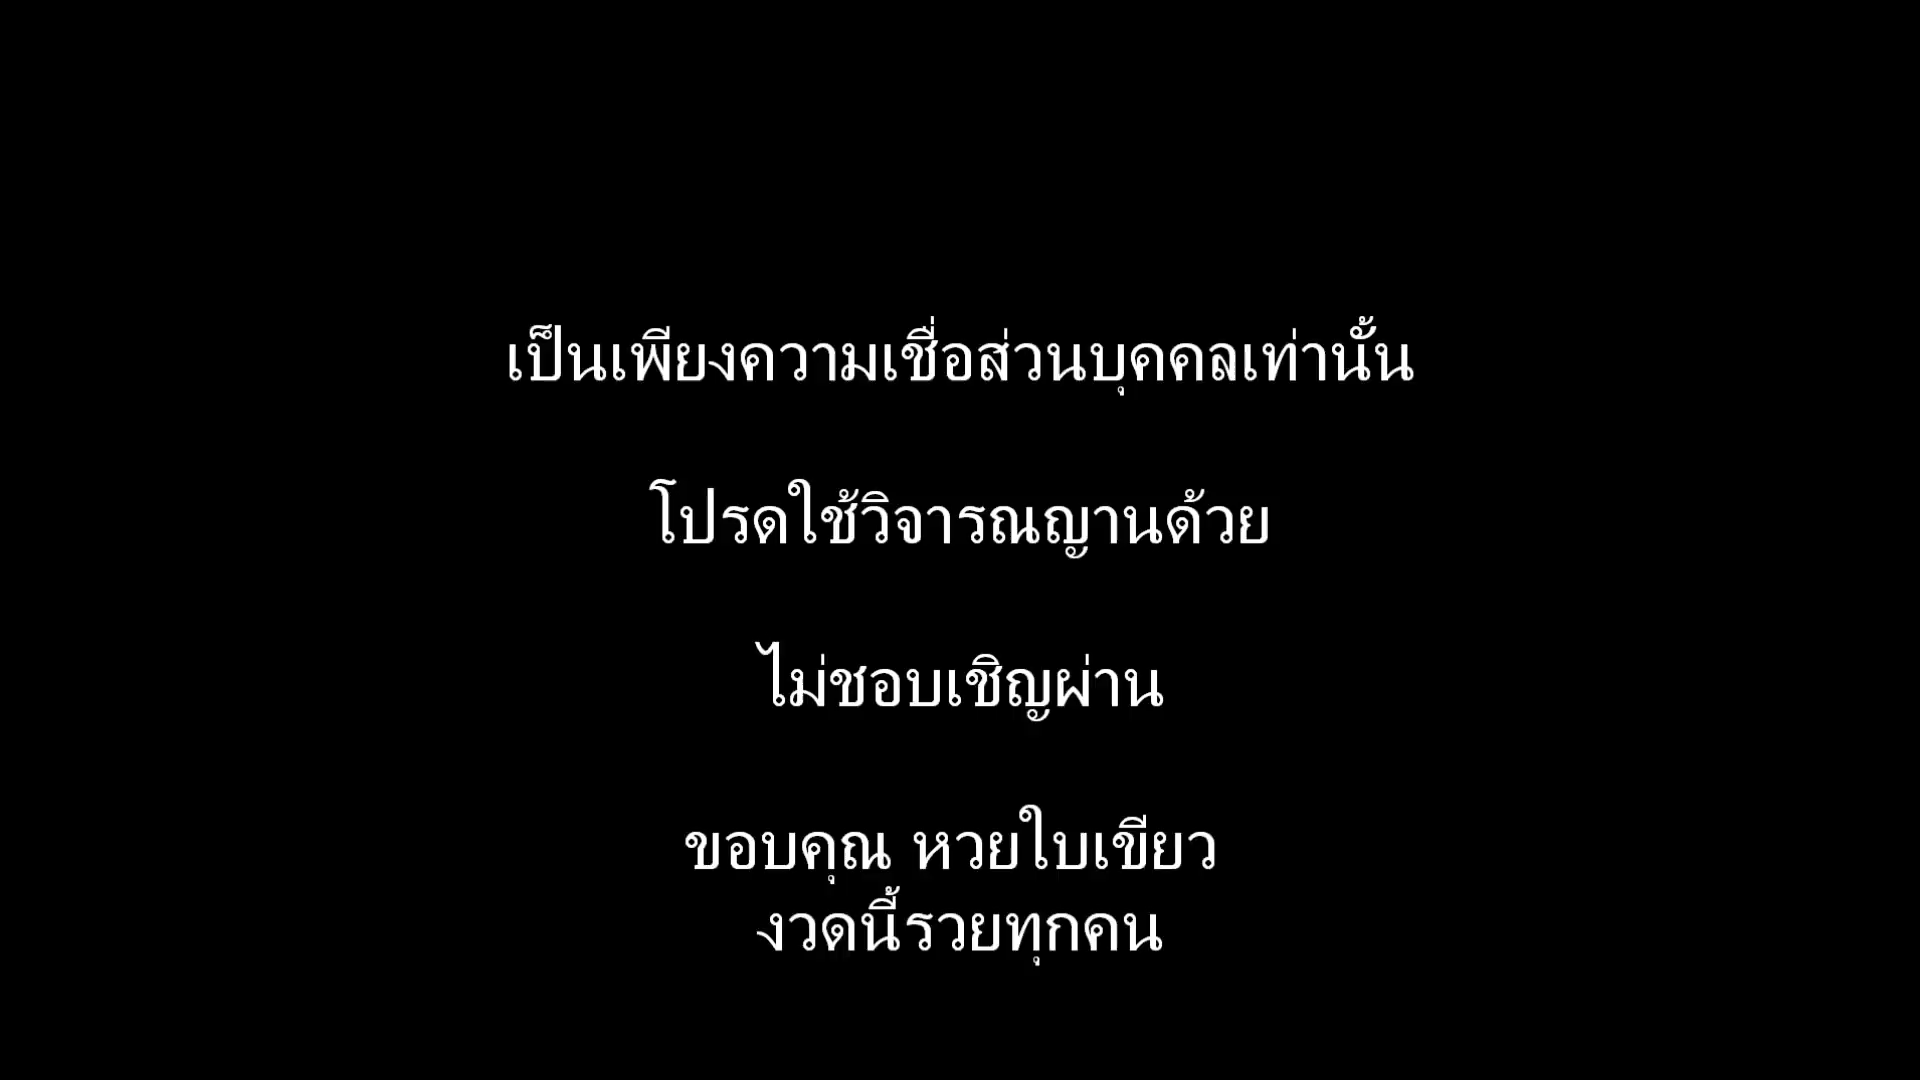 เป็นเพียงความเชื่อส่วนบุคคลเท่านั้น
โปรดใช้วิจารณญานด้วย
ไม่ชอบเชิญผ่าน
ขอบคุณ หวยใบเขียว
งวดนี้รวยทุกคน